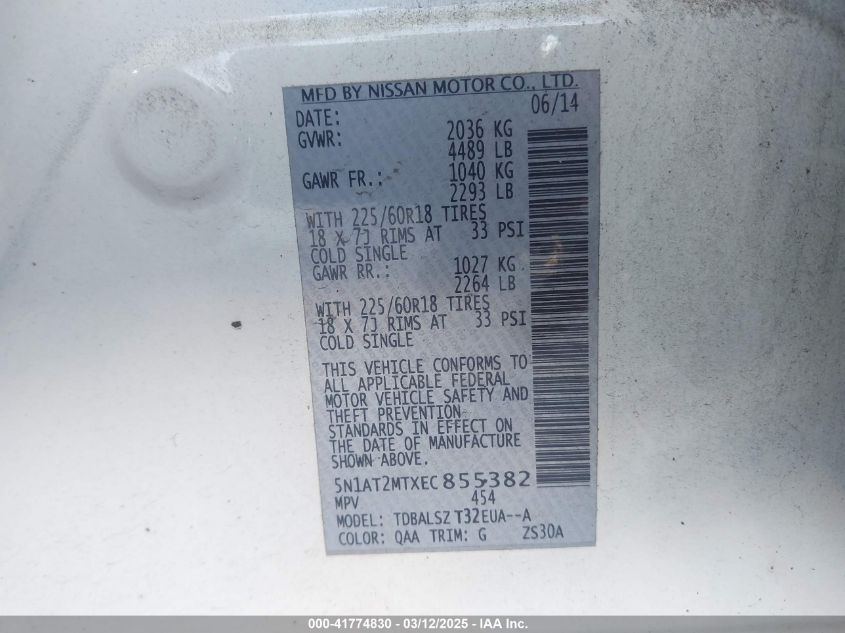 MFD BY NISSAN MOTOR CO., LTD.
DATE: 06/14
GVWR: 2036 KG
4489 LB
GAWR FR.: 1040 KG
2293 LB
WITH 225/60R18 TIRES
18 X 7J RIMS AT 33 PSI
COLD SINGLE
GAWR RR.: 1027 KG
2264 LB
WITH 225/60R18 TIRES
18 X 7J RIMS AT 33 PSI
COLD SINGLE
THIS VEHICLE CONFORMS TO
ALL APPLICABLE FEDERAL
MOTOR VEHICLE SAFETY AND
THEFT PREVENTION
STANDARDS IN EFFECT ON
THE DATE OF MANUFACTURE
SHOWN ABOVE.
5N1AT2MTXEC855382
MPV 454
MODEL: TDBALSZ T32EUA--A
COLOR: QAA TRIM: G ZS30A
000-41774830 - 03/12/2025 - IAA Inc.